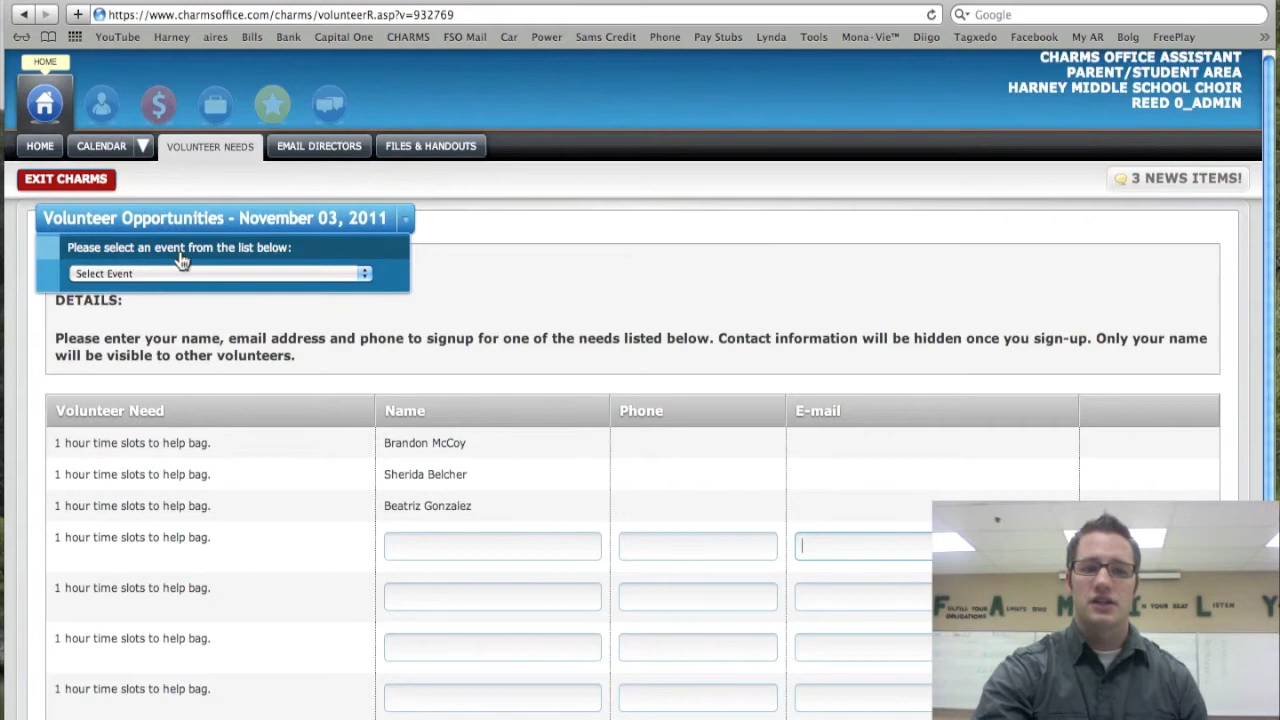 https://www.charmsoffice.com/charms/volunteerR.asp?v=932769
Google
YouTube Harney aires Bills Bank Capital One CHARMS FSO Mail Car Power Sams Credit Phone Pay Stubs Lynda Tools Mona·Vie™ Diigo Tagxedo Facebook My AR Bolg FreePlay
HOME
CHARMS OFFICE ASSISTANT
PARENT/STUDENT AREA
HARNEY MIDDLE SCHOOL CHOIR
REED 0_ADMIN
HOME CALENDAR VOLUNTEER NEEDS EMAIL DIRECTORS FILES & HANDOUTS
EXIT CHARMS
3 NEWS ITEMS!
Volunteer Opportunities - November 03, 2011
Please select an event from the list below:
Select Event
DETAILS:
Please enter your name, email address and phone to signup for one of the needs listed below. Contact information will be hidden once you sign-up. Only your name
will be visible to other volunteers.
Volunteer Need Name Phone E-mail
1 hour time slots to help bag. Brandon McCoy
1 hour time slots to help bag. Sherida Belcher
1 hour time slots to help bag. Beatriz Gonzalez
1 hour time slots to help bag.
1 hour time slots to help bag.
1 hour time slots to help bag.
1 hour time slots to help bag.
F A M I L Y
FULFILL YOUR
OBLIGATIONS
IN YOUR SEAT
LISTEN